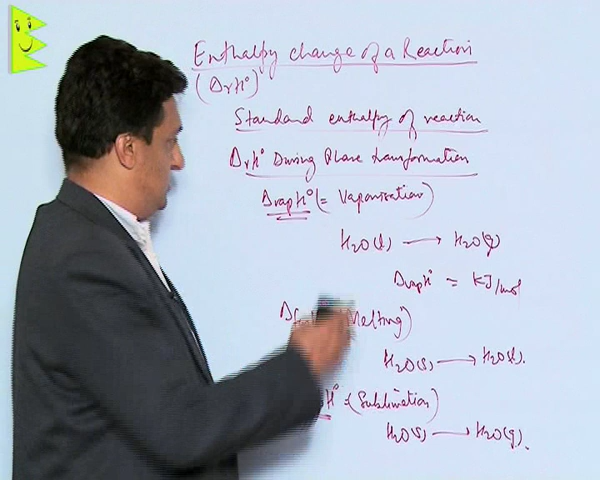 Enthalpy change of a Reaction
(ΔrH°)
Standard enthalpy of reaction
ΔrH° During Phase transformation
ΔvapH° (= Vaporisation)
H2O(l) → H2O(g)
ΔvapH° = KJ/mol
Melting)
H2O(s) → H2O(l).
H° = (Sublimation)
H2O(s) → H2O(g).